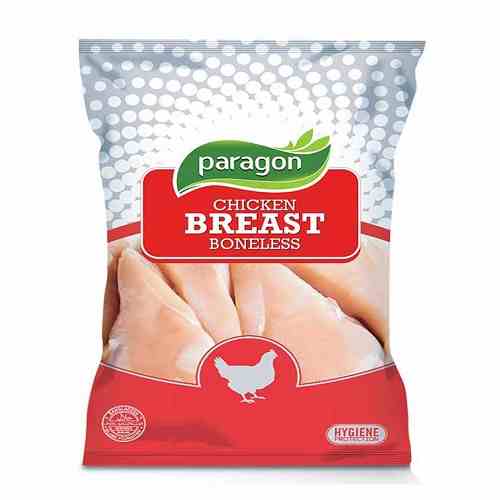 paragon
CHICKEN
BREAST
BONELESS
HYGIENE
PROTECTION